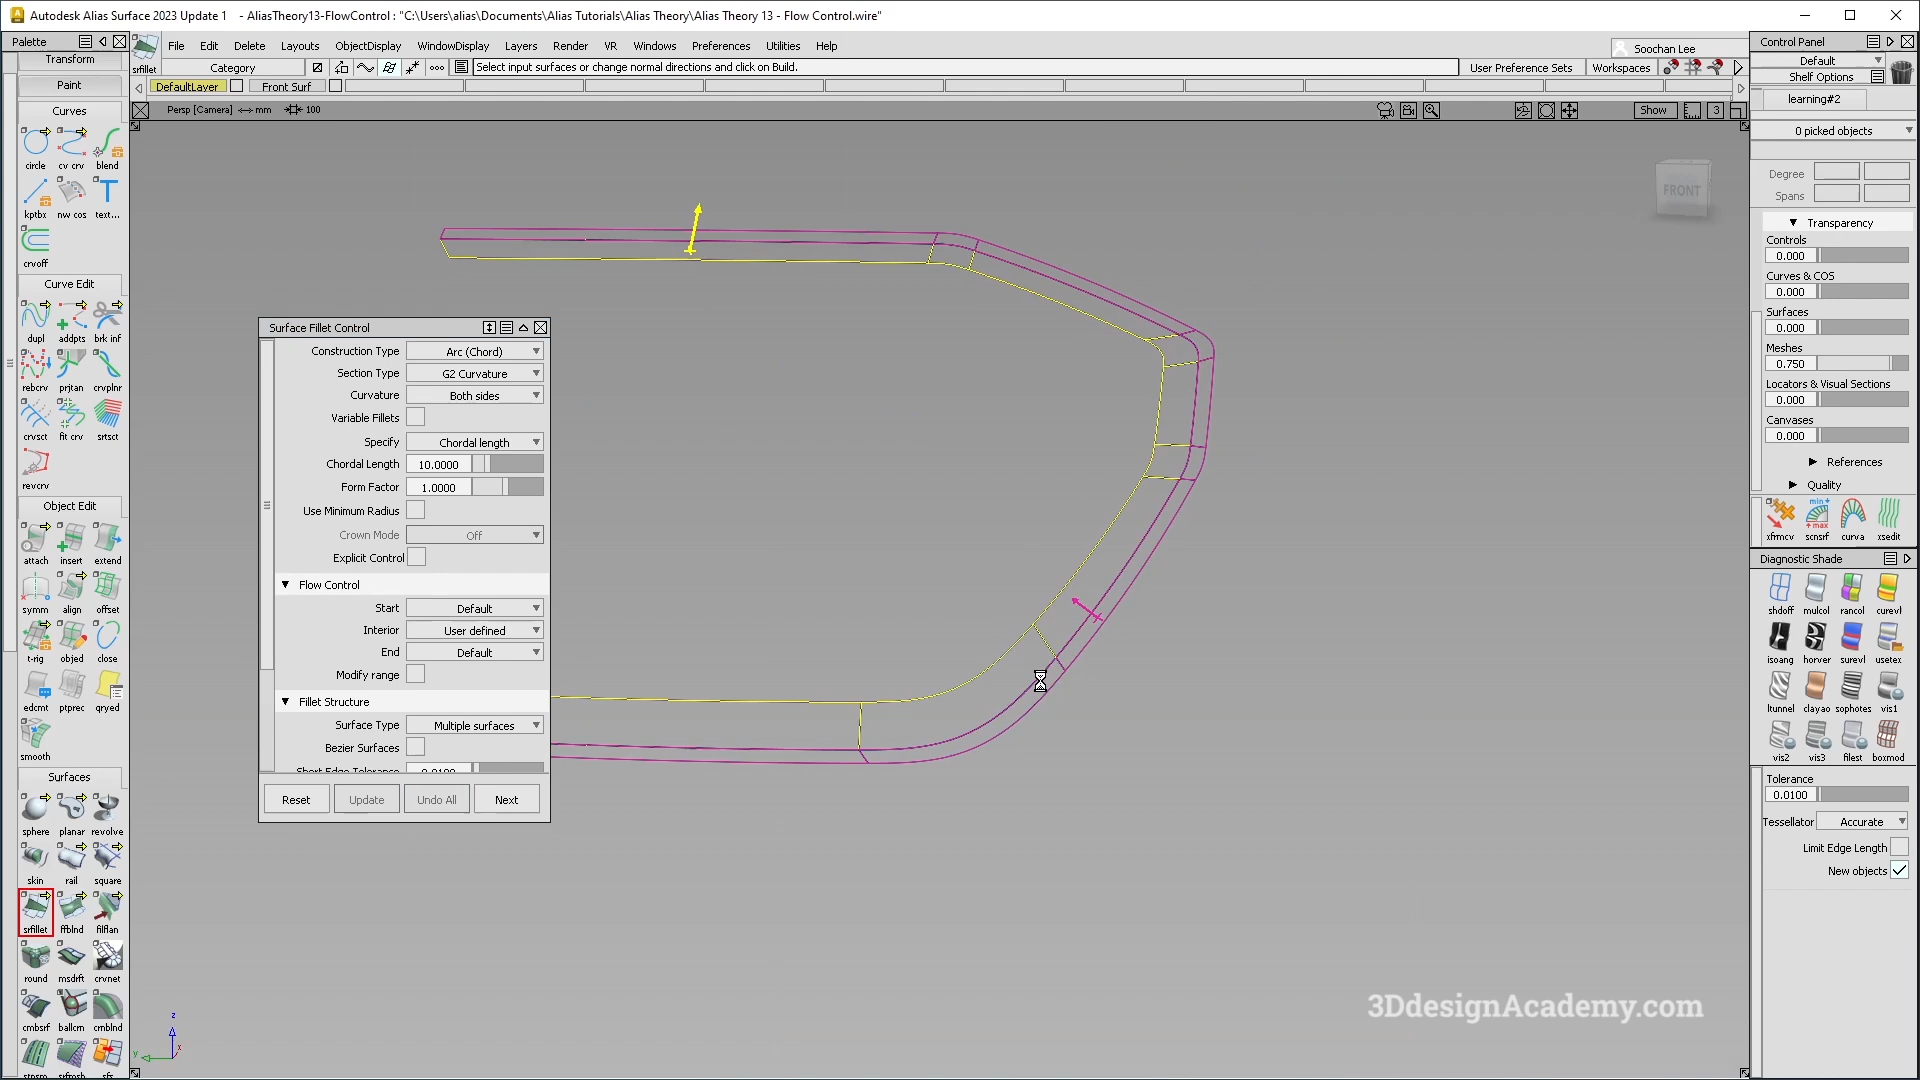 Autodesk Alias Surface 2023 Update 1 - AliasTheory13-FlowControl : "C:\Users\alias\Documents\Alias Tutorials\Alias Theory\Alias Theory 13 - Flow Control.wire"
Palette
srfillet
File Edit Delete Layouts ObjectDisplay WindowDisplay Layers Render VR Windows Preferences Utilities Help
Soochan Lee
Category
Select input surfaces or change normal directions and click on Build.
User Preference Sets
Workspaces
DefaultLayer
Front Surf
Persp [Camera] <-> mm 100
Show
3
FRONT
Transform
Paint
Curves
circle cv crv blend
kptbx nw cos text...
crvoff
Curve Edit
dupl addpts brk inf
rebcrv prjtan crvplnr
crvsct fit crv srtsct
revcrv
Object Edit
attach insert extend
symm align offset
t-rig objed close
edcmt ptprec qryed
smooth
Surfaces
sphere planar revolve
skin rail square
srfillet ffblnd filflan
round msdrft crvnet
cmbsrf ballcrn crnblnd
Surface Fillet Control
Construction Type Arc (Chord)
Section Type G2 Curvature
Curvature Both sides
Variable Fillets
Specify Chordal length
Chordal Length 10.0000
Form Factor 1.0000
Use Minimum Radius
Crown Mode Off
Explicit Control
Flow Control
Start Default
Interior User defined
End Default
Modify range
Fillet Structure
Surface Type Multiple surfaces
Bezier Surfaces
Short Edge Tolerance 0.0100
Reset Update Undo All Next
z
y x
3DdesignAcademy.com
Control Panel
Default
Shelf Options
learning#2
0 picked objects
Degree
Spans
Transparency
Controls
0.000
Curves & COS
0.000
Surfaces
0.000
Meshes
0.750
Locators & Visual Sections
0.000
Canvases
0.000
References
Quality
min+ +max
xfrmcv scnsrf curva xsedit
Diagnostic Shade
shdoff mulcol rancol curevl
isoang horver surevl usetex
ltunnel clayao sophotes vis1
vis2 vis3 filest boxmod
Tolerance
0.0100
Tessellator Accurate
Limit Edge Length
New objects